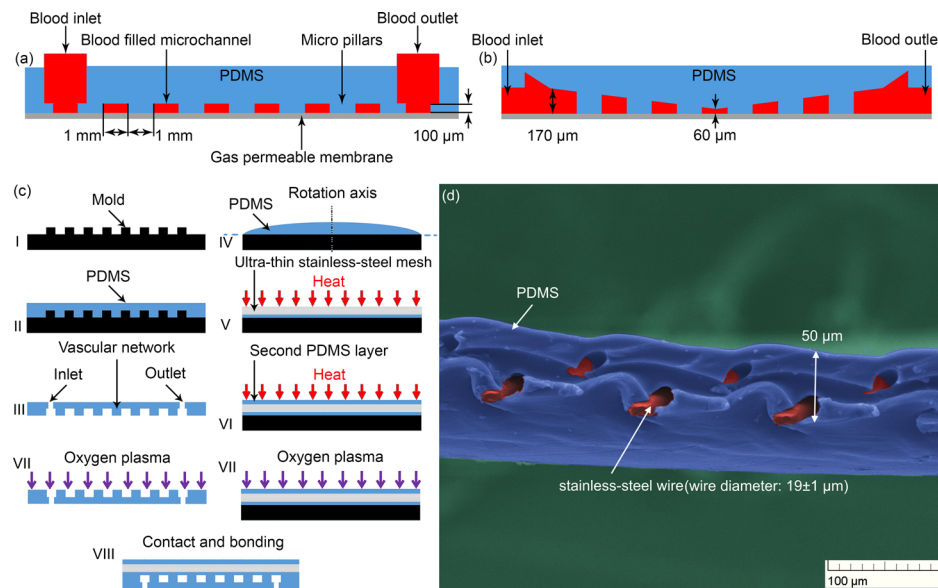 Blood inlet
Blood outlet
(a)
Blood filled microchannel
Micro pillars
PDMS
1 mm
1 mm
100 µm
Gas permeable membrane
(b)
Blood inlet
Blood outle
PDMS
170 µm
60 µm
(c)
Mold
I
PDMS
II
Vascular network
Inlet
Outlet
III
VII
Oxygen plasma
Rotation axis
PDMS
IV
Ultra-thin stainless-steel mesh
Heat
V
Second PDMS layer
Heat
VI
VII
Oxygen plasma
VIII
Contact and bonding
(d)
PDMS
50 µm
stainless-steel wire(wire diameter: 19±1 µm)
100 µm